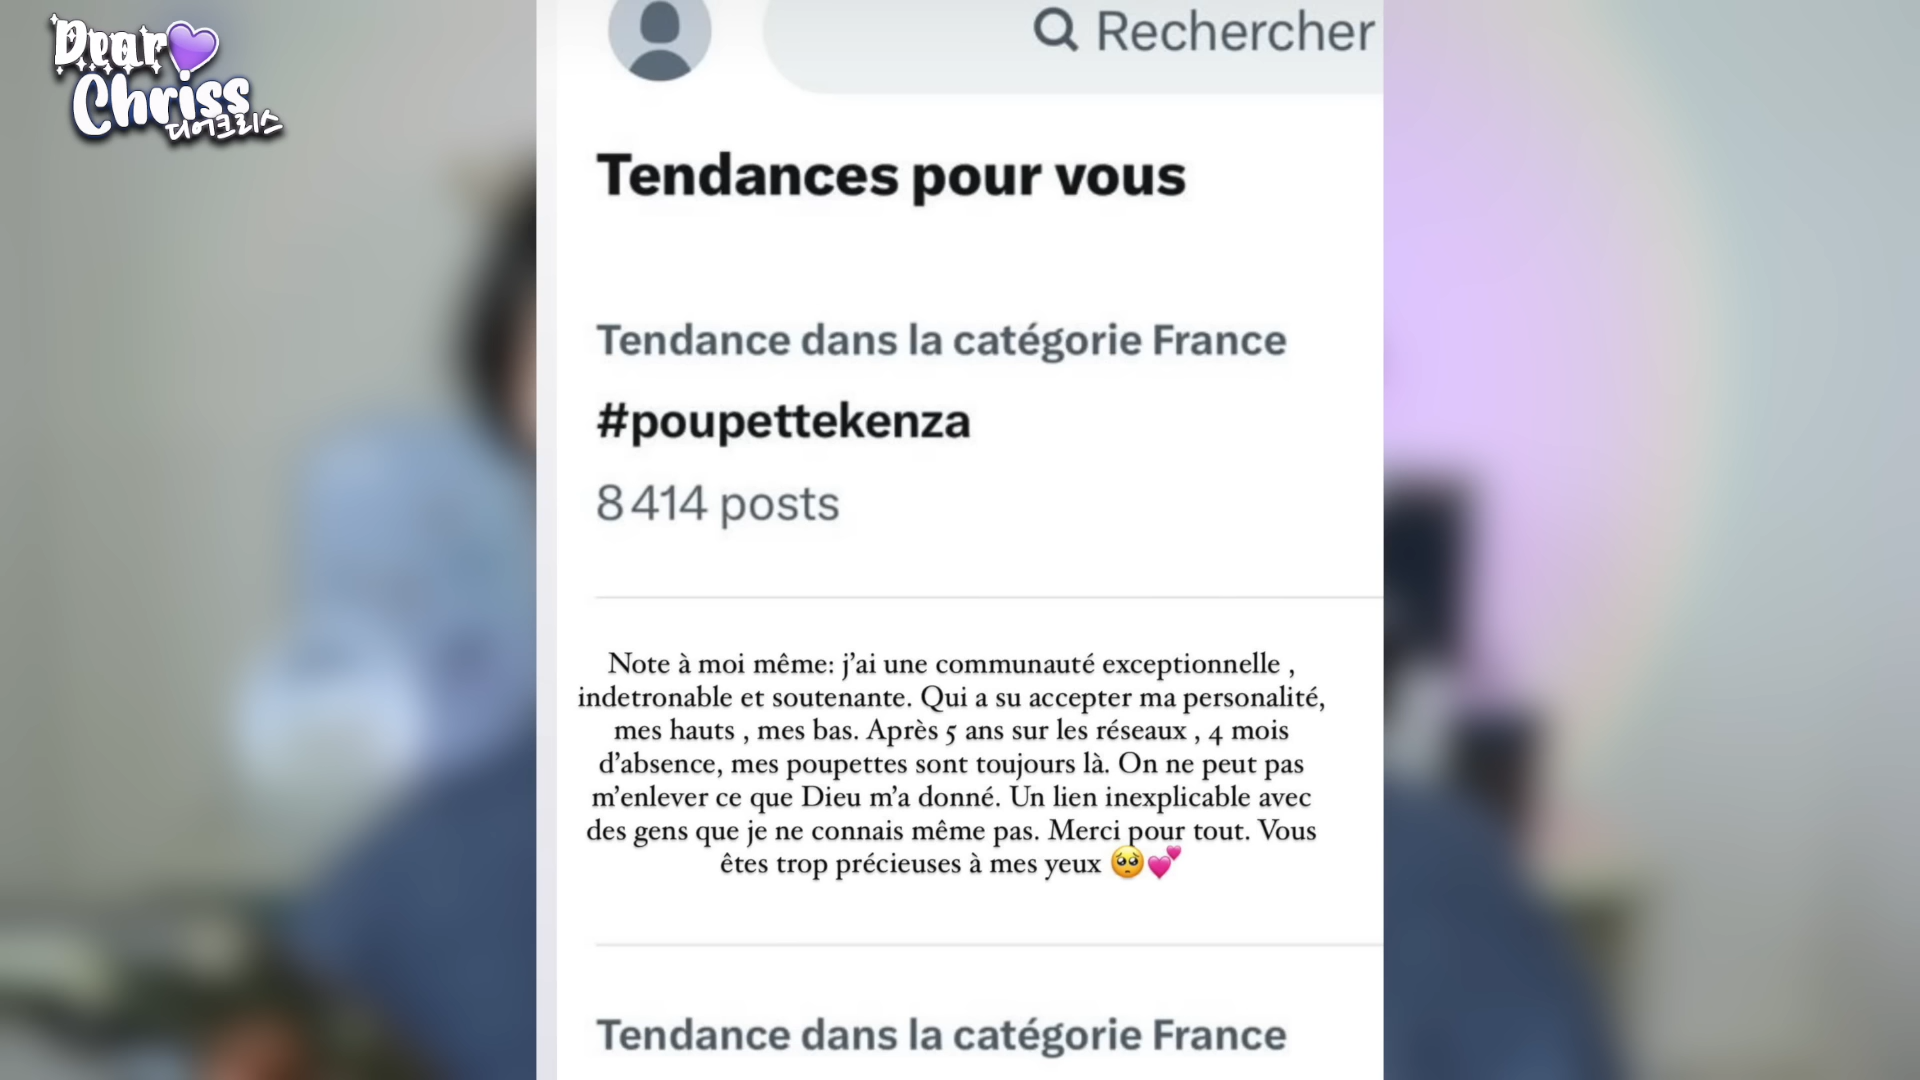 Dear
Chriss
디어크리스
Rechercher
Tendances pour vous
Tendance dans la catégorie France
#poupettekenza
8 414 posts
Note à moi même: j'ai une communauté exceptionnelle ,
indetronable et soutenante. Qui a su accepter ma personalité,
mes hauts , mes bas. Après 5 ans sur les réseaux , 4 mois
d'absence, mes poupettes sont toujours là. On ne peut pas
m'enlever ce que Dieu m'a donné. Un lien inexplicable avec
des gens que je ne connais même pas. Merci pour tout. Vous
êtes trop précieuses à mes yeux 🥺💕
Tendance dans la catégorie France